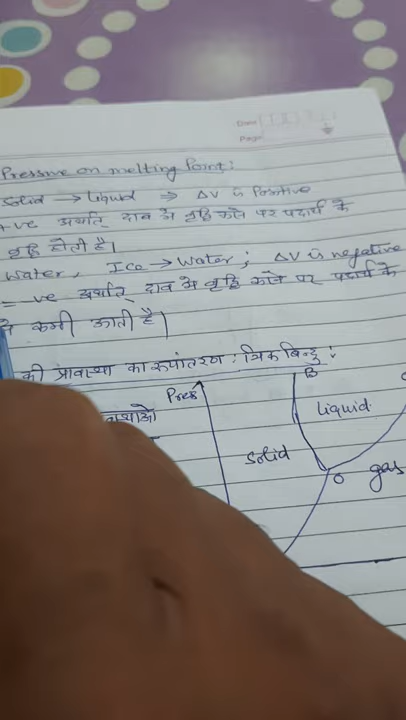 Date
Page
Pressure on melting Point:
Solid → Liquid ⇒ ΔV is Positive
+ve अर्थात् दाब में वृद्धि करने पर पदार्थ के
वृद्धि होती है।
Water, Ice → Water; ΔV is negative
– ve अर्थात् दाब में वृद्धि करने पर पदार्थ के
में कमी आती है।
की प्रावस्था का रूपांतरण : त्रिक बिन्दु :
Press
B
Liquid
Solid
O
gas